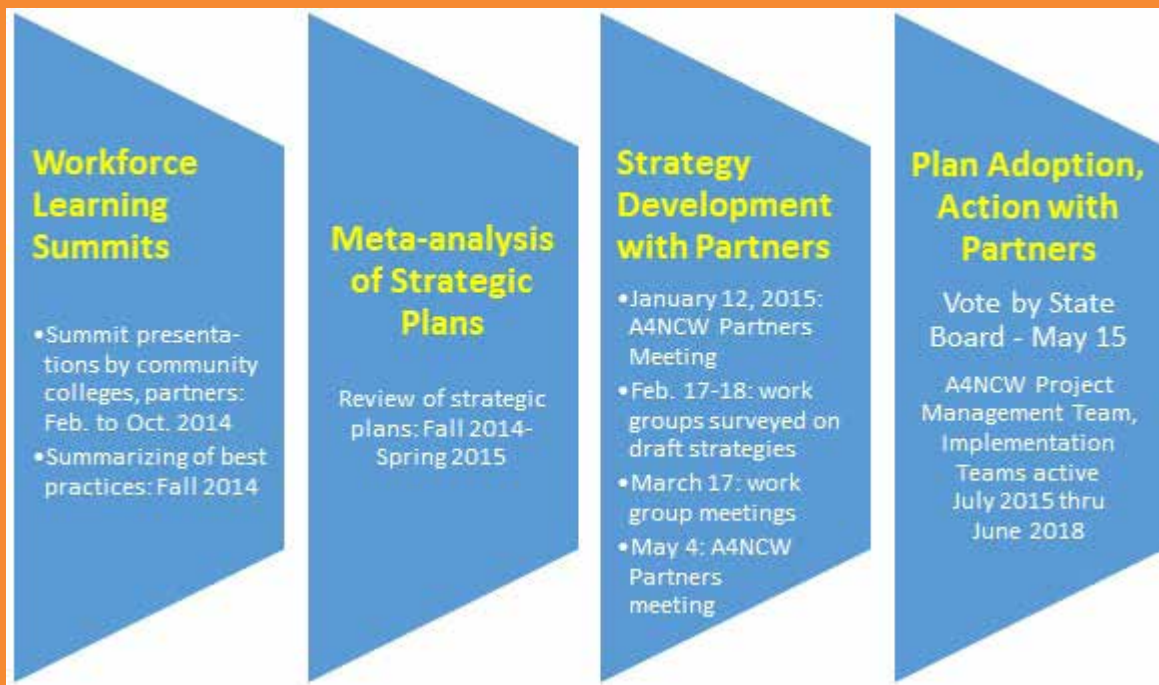 Workforce
Learning
Summits
•Summit presenta-
tions by community
colleges, partners:
Feb. to Oct. 2014
•Summarizing of best
practices: Fall 2014
Meta-analysis
of Strategic
Plans
Review of strategic
plans: Fall 2014-
Spring 2015
Strategy
Development
with Partners
•January 12, 2015:
A4NCW Partners
Meeting
•Feb. 17-18: work
groups surveyed on
draft strategies
•March 17: work
group meetings
•May 4: A4NCW
Partners
meeting
Plan Adoption,
Action with
Partners
Vote by State
Board - May 15
A4NCW Project
Management Team,
Implementation
Teams active
July 2015 thru
June 2018